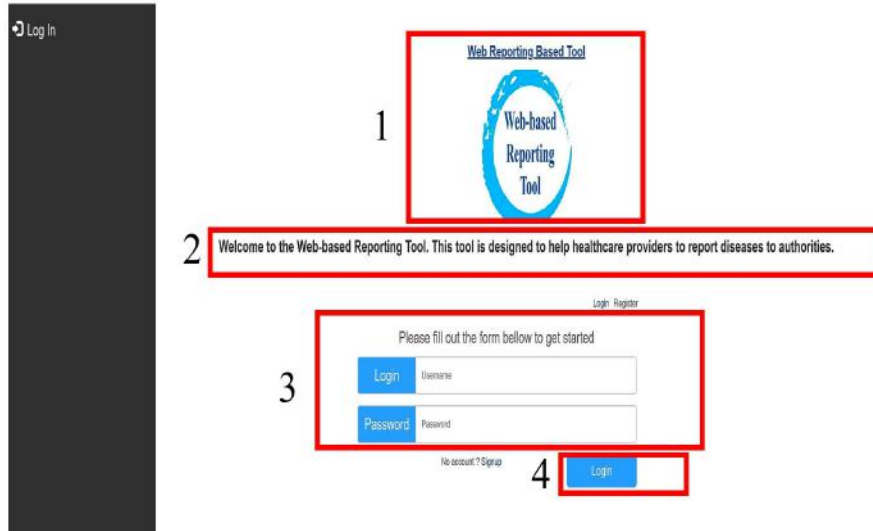 Log In
Web Reporting Based Tool
1
Web-based
Reporting
Tool
2
Welcome to the Web-based Reporting Tool. This tool is designed to help healthcare providers to report diseases to authorities.
Login Register
3
Please fill out the form bellow to get started
Login Username
Password Password
No account ? Signup
4
Login